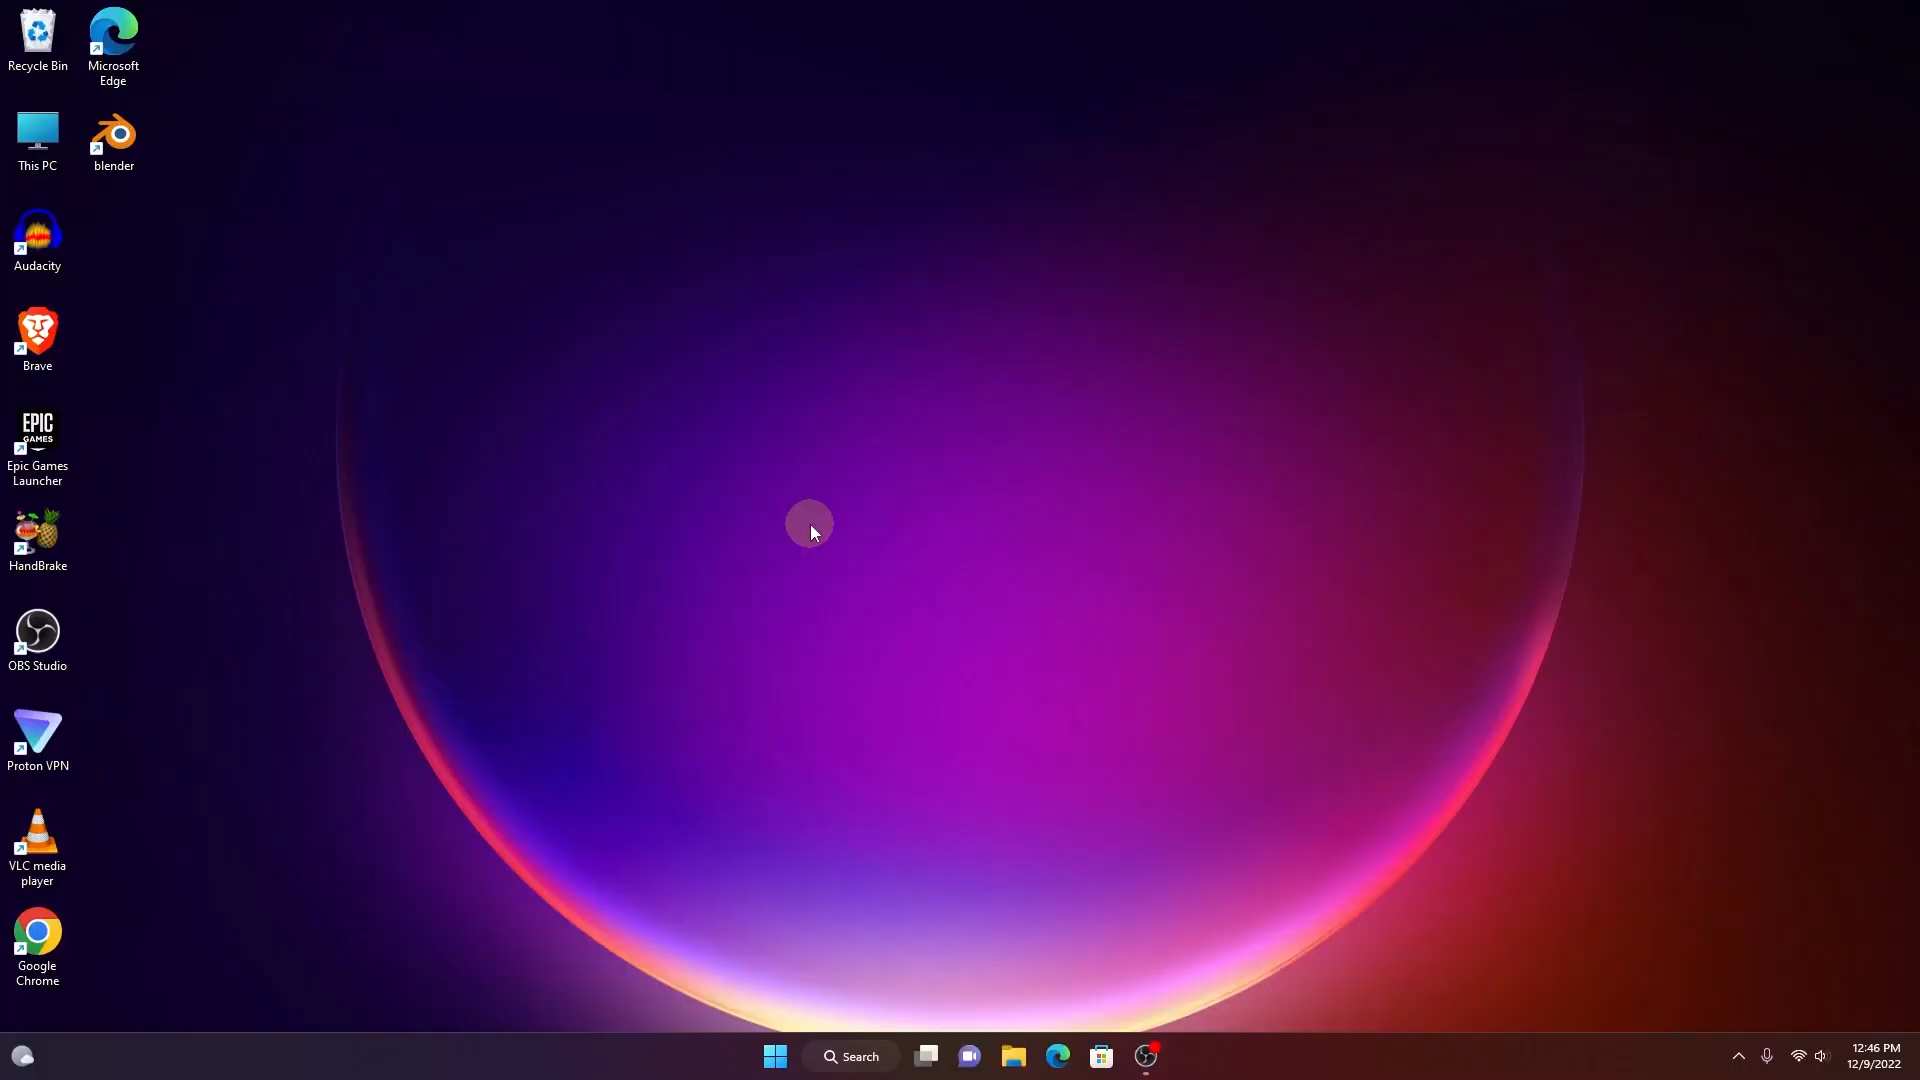 Recycle Bin
Microsoft
Edge
This PC
blender
Audacity
Brave
EPIC
GAMES
Epic Games
Launcher
HandBrake
OBS Studio
Proton VPN
VLC media
player
Google
Chrome
Search
12:46 PM
12/9/2022